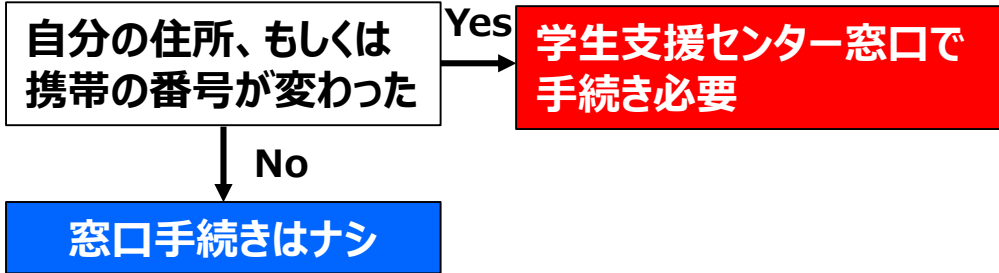 自分の住所、もしくは
携帯の番号が変わった
Yes
学生支援センター窓口で
手続き必要
No
窓口手続きはナシ